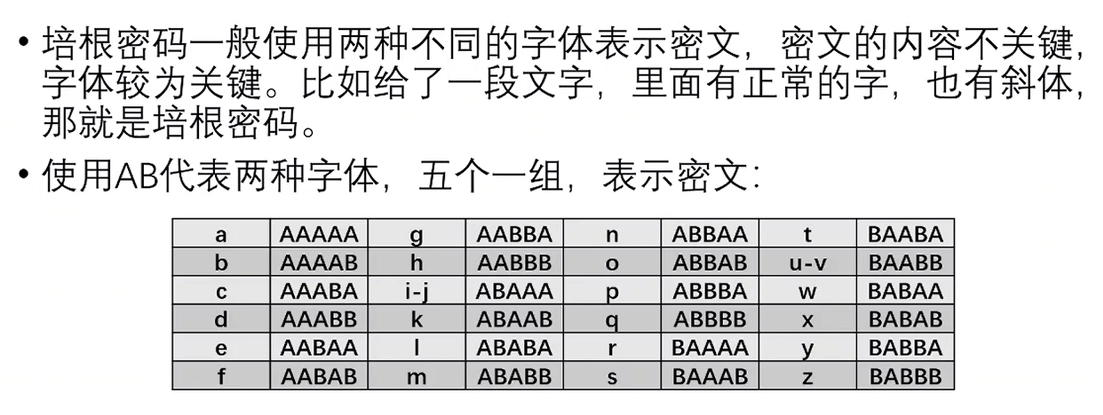 • 培根密码一般使用两种不同的字体表示密文，密文的内容不关键，
字体较为关键。比如给了一段文字，里面有正常的字，也有斜体，
那就是培根密码。
• 使用AB代表两种字体，五个一组，表示密文：
a AAAAA g AABBA n ABBAA t BAABA
b AAAAB h AABBB o ABBAB u-v BAABB
c AAABA i-j ABAAA p ABBBA w BABAA
d AAABB k ABAAB q ABBBB x BABAB
e AABAA l ABABA r BAAAA y BABBA
f AABAB m ABABB s BAAAB z BABBB